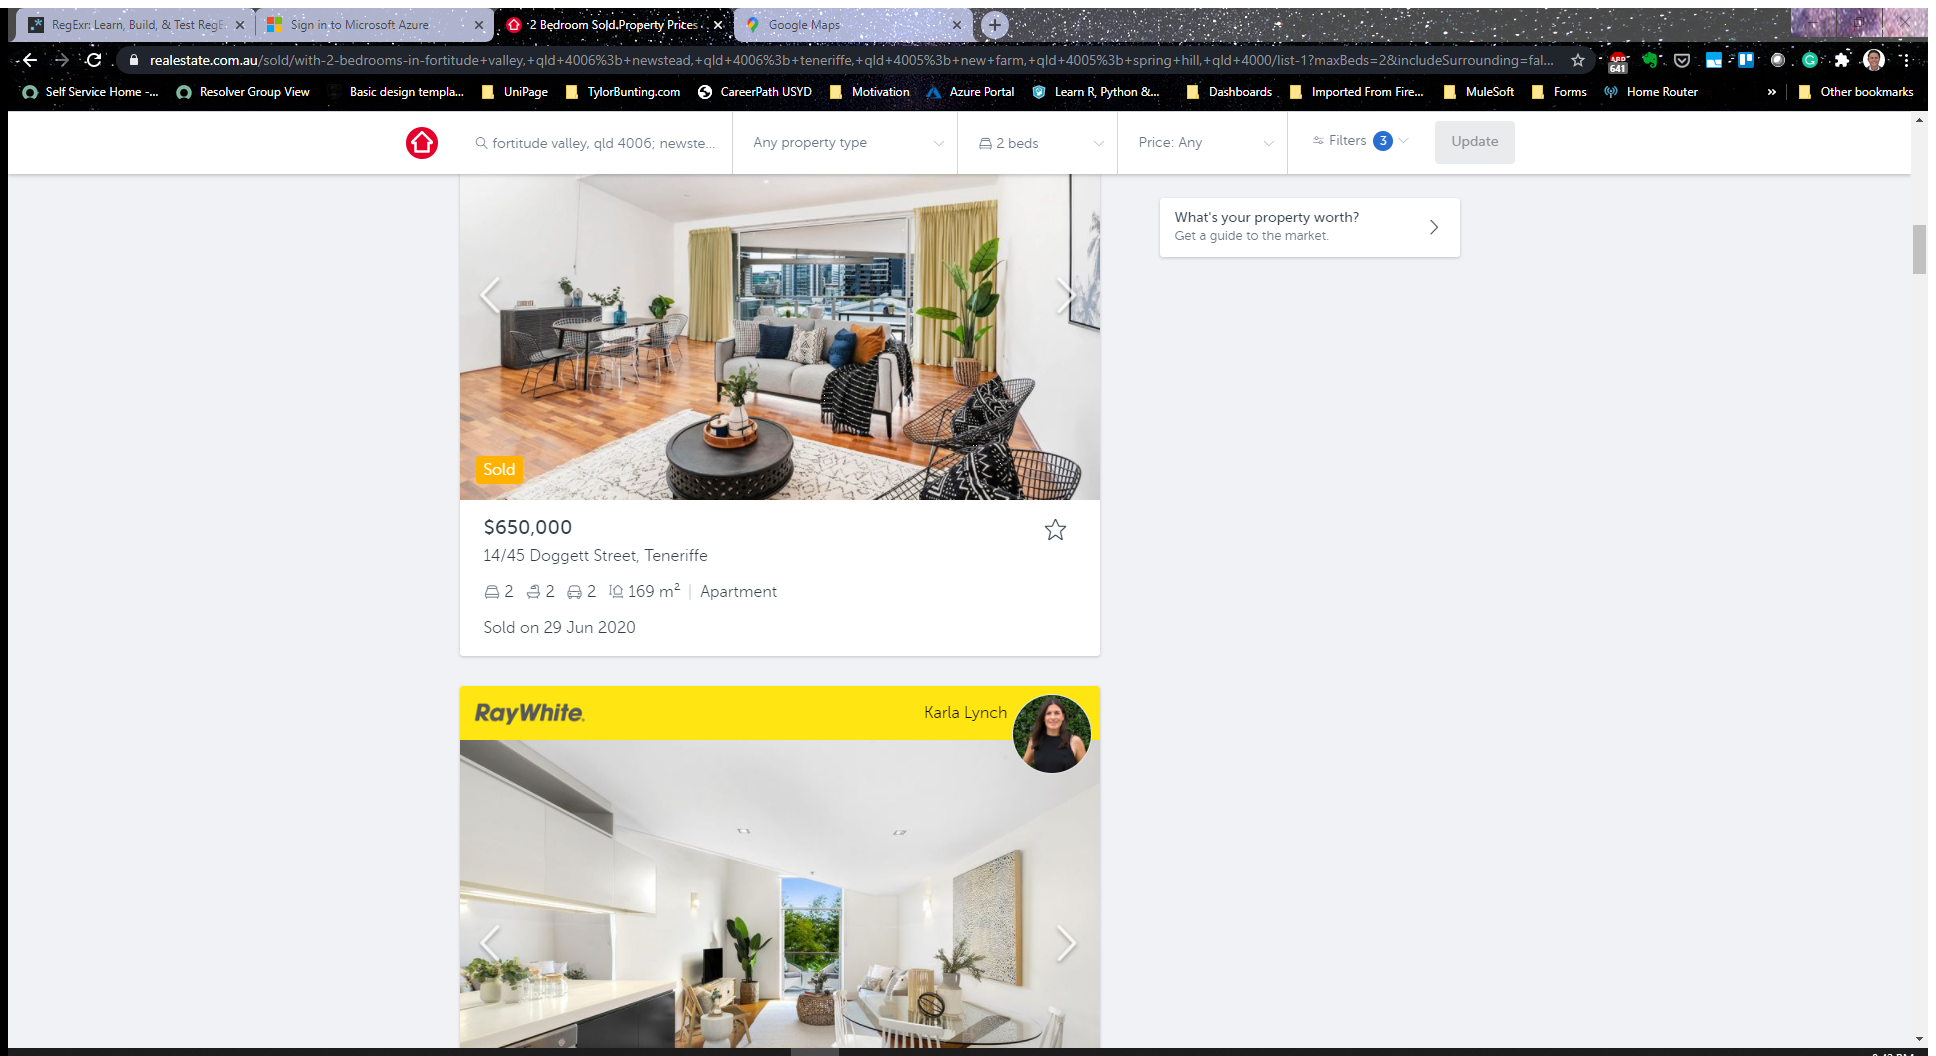 RegExr: Learn, Build, & Test RegE
Sign in to Microsoft Azure
2 Bedroom Sold Property Prices
Google Maps
realestate.com.au/sold/with-2-bedrooms-in-fortitude+valley,+qld+4006%3b+newstead,+qld+4006%3b+teneriffe,+qld+4005%3b+new+farm,+qld+4005%3b+spring+hill,+qld+4000/list-1?maxBeds=2&includeSurrounding=fal...
ABP
641
Self Service Home -...
Resolver Group View
Basic design templa...
UniPage
TylorBunting.com
CareerPath USYD
Motivation
Azure Portal
Learn R, Python &...
Dashboards
Imported From Fire...
MuleSoft
Forms
Home Router
»
Other bookmarks
fortitude valley, qld 4006; newste...
Any property type
2 beds
Price: Any
Filters 3
Update
What's your property worth?
Get a guide to the market.
Sold
$650,000
14/45 Doggett Street, Teneriffe
2 2 2 169 m² | Apartment
Sold on 29 Jun 2020
RayWhite.
Karla Lynch